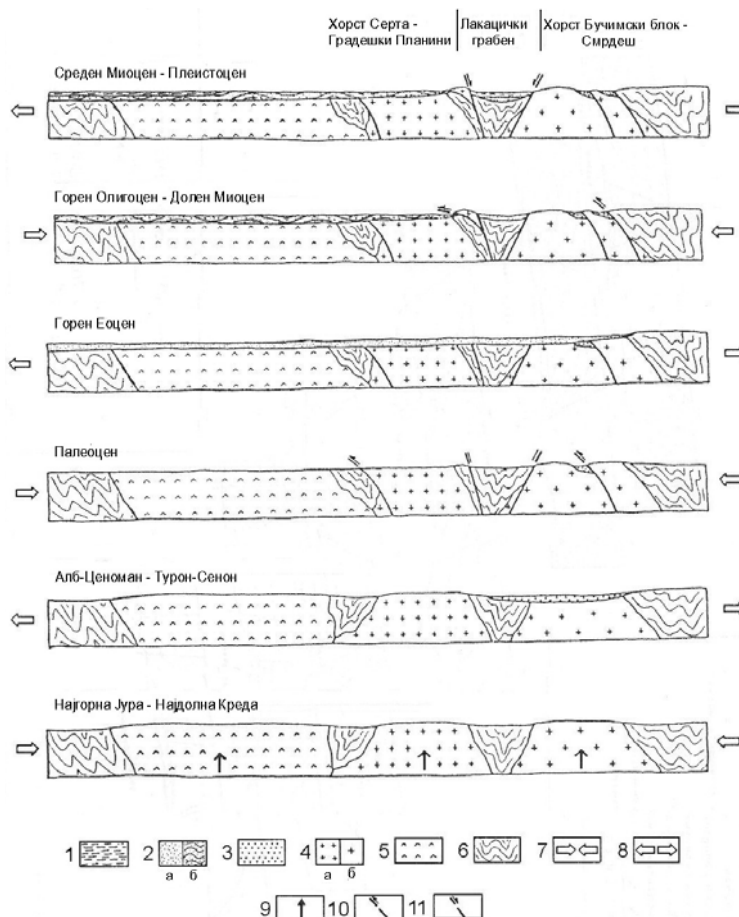 Хорст Серта -
Градешки Планини
Лакацички
грабен
Хорст Бучимски блок -
Смрдеш
Среден Миоцен - Плеистоцен
Горен Олигоцен - Долен Миоцен
Горен Еоцен
Палеоцен
Алб-Ценоман - Турон-Сенон
Најгорна Јура - Најдолна Креда
1 2 3 4 5 6 7 8
а б а б
9 10 11